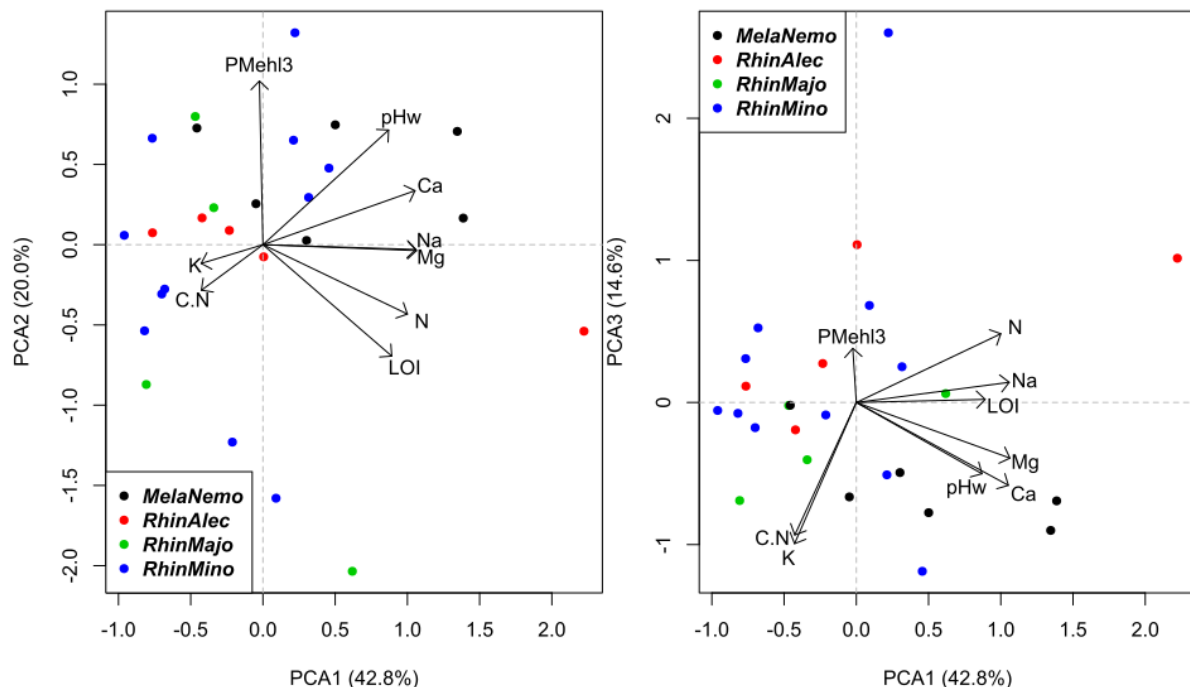 PCA2 (20.0%)
1.0
0.5
0.0
-0.5
-1.0
-1.5
-2.0
PMehl3
pHw
Ca
Na
Mg
K
C.N
N
LOI
MelaNemo
RhinAlec
RhinMajo
RhinMino
-1.0 -0.5 0.0 0.5 1.0 1.5 2.0
PCA1 (42.8%)
PCA3 (14.6%)
2
1
0
-1
MelaNemo
RhinAlec
RhinMajo
RhinMino
PMehl3
N
Na
LOI
Mg
pHw
Ca
C.N
K
-1.0 -0.5 0.0 0.5 1.0 1.5 2.0
PCA1 (42.8%)